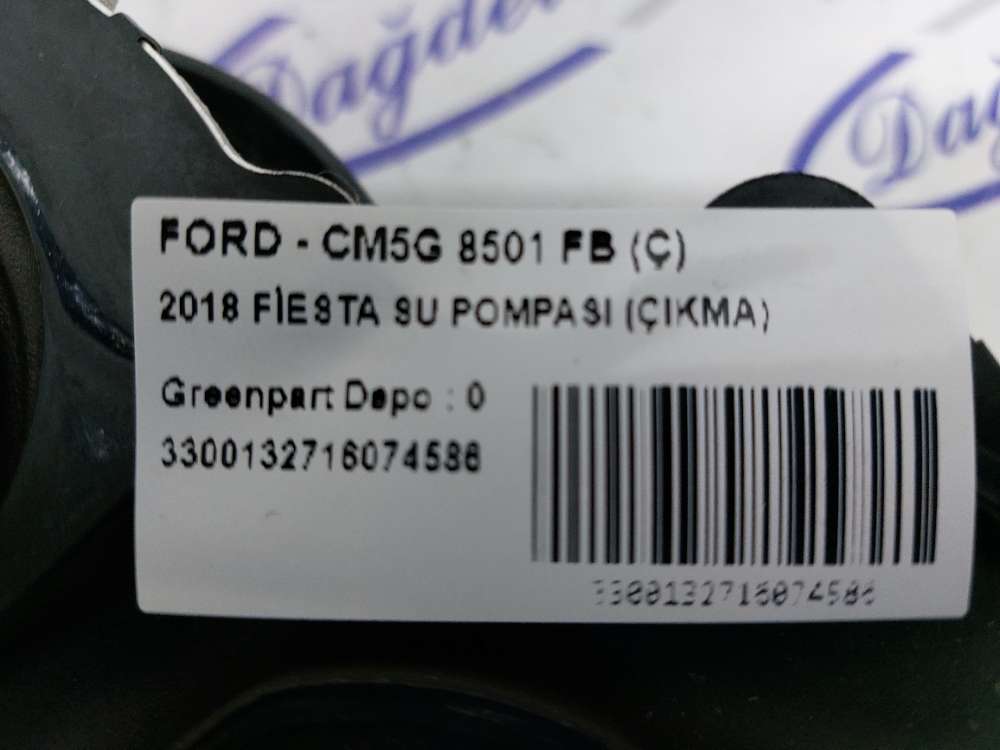 FORD - CM5G 8501 FB (Ç)
2018 FİESTA SU POMPASI (ÇIKMA)
Greenpart Depo : 0
3300132716074586
3300132716074586